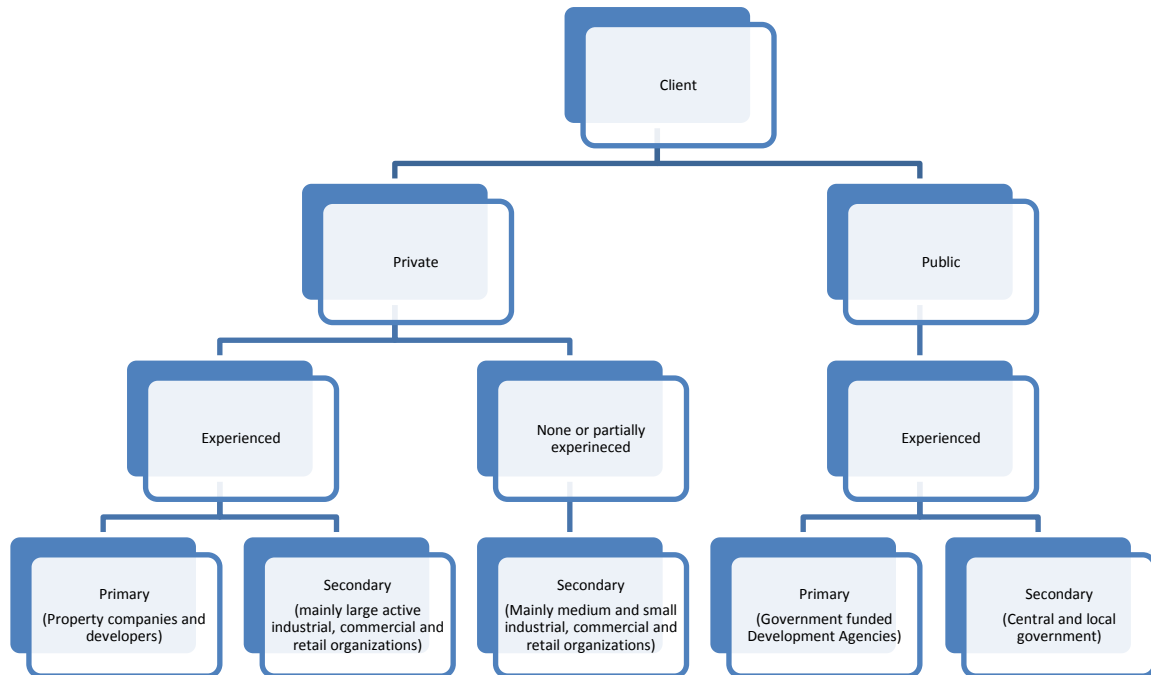 Client
Private
Public
Experienced
None or partially
experineced
Experienced
Primary
(Property companies and
developers)
Secondary
(mainly large active
industrial, commercial and
retail organizations)
Secondary
(Mainly medium and small
industrial, commercial and
retail organizations)
Primary
(Government funded
Development Agencies)
Secondary
(Central and local
government)